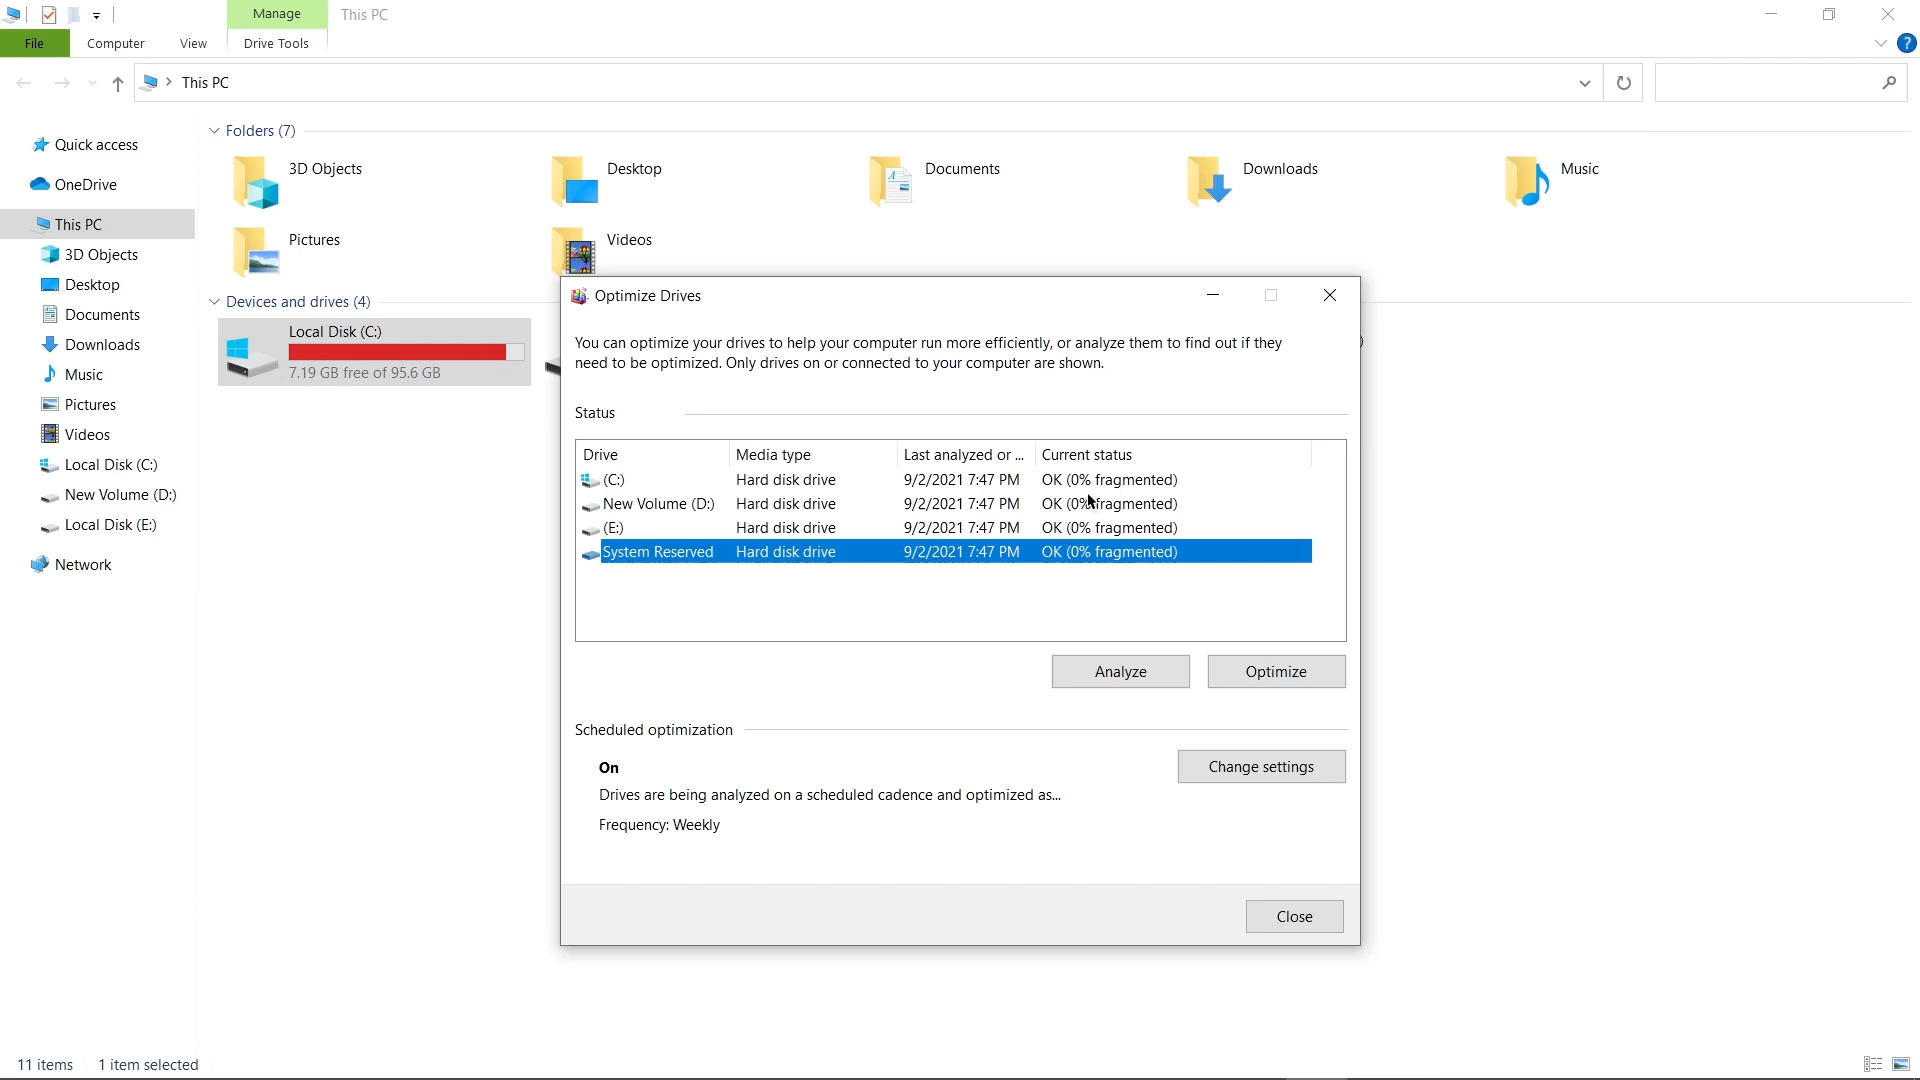 Manage This PC
File Computer View Drive Tools
This PC
Quick access
OneDrive
This PC
3D Objects
Desktop
Documents
Downloads
Music
Pictures
Videos
Local Disk (C:)
New Volume (D:)
Local Disk (E:)
Network
Folders (7)
3D Objects Desktop Documents Downloads Music
Pictures Videos
Devices and drives (4)
Local Disk (C:)
7.19 GB free of 95.6 GB
Optimize Drives
You can optimize your drives to help your computer run more efficiently, or analyze them to find out if they
need to be optimized. Only drives on or connected to your computer are shown.
Status
Drive Media type Last analyzed or ... Current status
(C:) Hard disk drive 9/2/2021 7:47 PM OK (0% fragmented)
New Volume (D:) Hard disk drive 9/2/2021 7:47 PM OK (0% fragmented)
(E:) Hard disk drive 9/2/2021 7:47 PM OK (0% fragmented)
System Reserved Hard disk drive 9/2/2021 7:47 PM OK (0% fragmented)
Analyze Optimize
Scheduled optimization
On
Change settings
Drives are being analyzed on a scheduled cadence and optimized as...
Frequency: Weekly
Close
11 items 1 item selected